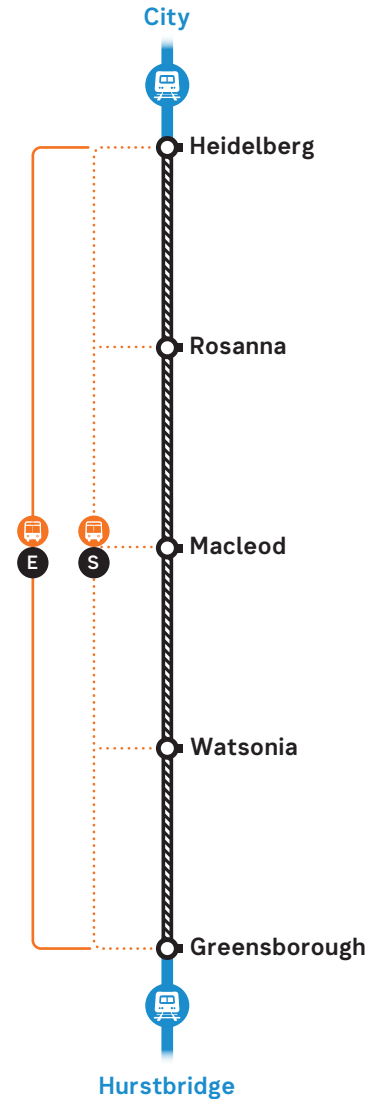 City
Heidelberg
Rosanna
Macleod
E
S
Watsonia
Greensborough
Hurstbridge